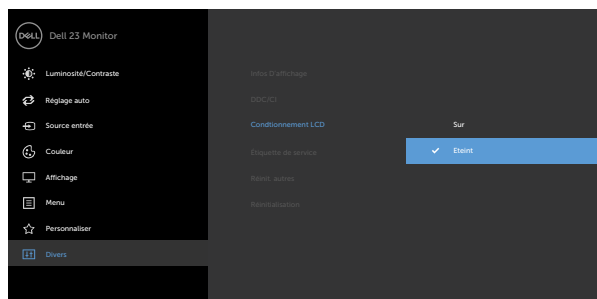 DELL Dell 23 Monitor
Luminosité/Contraste
Réglage auto
Source entrée
Couleur
Affichage
Menu
Personnaliser
Divers
Infos D'affichage
DDC/CI
Condtionnement LCD
Étiquette de service
Réinit. autres
Réinitialisation
Sur
Eteint